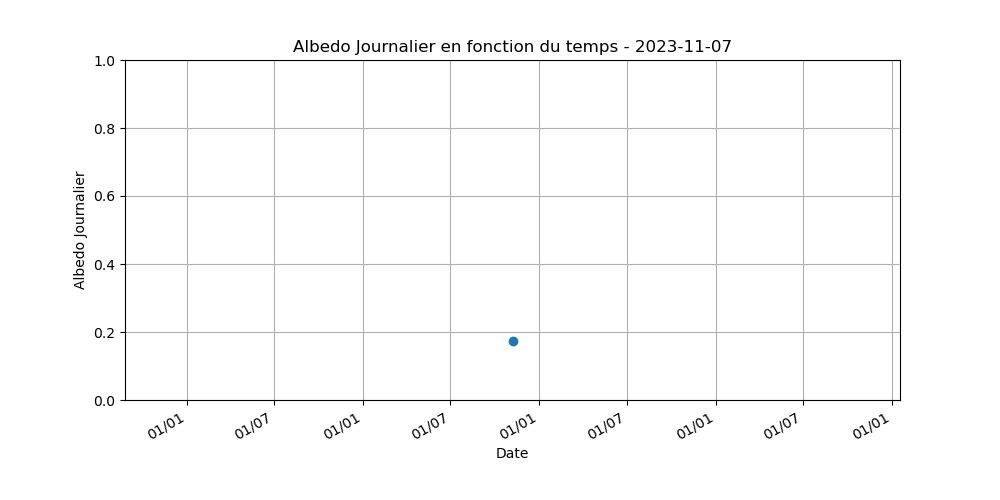 Albedo Journalier en fonction du temps - 2023-11-07
1.0
0.8
0.6
0.4
0.2
0.0
Albedo Journalier
01/01 01/07 01/01 01/07 01/01 01/07 01/01 01/07 01/01
Date